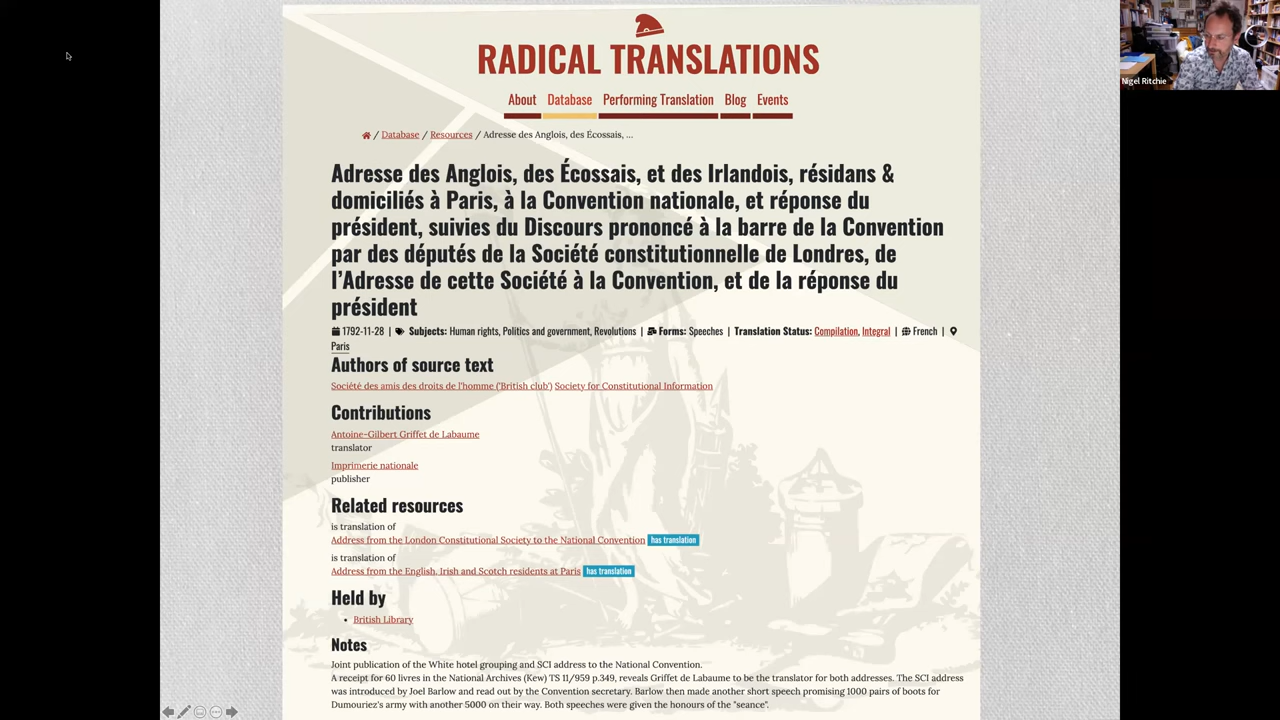 RADICAL TRANSLATIONS
About Database Performing Translation Blog Events
/ Database / Resources / Adresse des Anglois, des Écossais, ...
Adresse des Anglois, des Écossais, et des Irlandois, résidans &
domiciliés à Paris, à la Convention nationale, et réponse du
président, suivies du Discours prononcé à la barre de la Convention
par des députés de la Société constitutionnelle de Londres, de
l'Adresse de cette Société à la Convention, et de la réponse du
président
1792-11-28 | Subjects: Human rights, Politics and government, Revolutions | Forms: Speeches | Translation Status: Compilation, Integral | French |
Paris
Authors of source text
Société des amis des droits de l'homme ('British club') Society for Constitutional Information
Contributions
Antoine-Gilbert Griffet de Labaume
translator
Imprimerie nationale
publisher
Related resources
is translation of
Address from the London Constitutional Society to the National Convention has translation
is translation of
Address from the English, Irish and Scotch residents at Paris has translation
Held by
• British Library
Notes
Joint publication of the White hotel grouping and SCI address to the National Convention.
A receipt for 60 livres in the National Archives (Kew) TS 11/959 p.349, reveals Griffet de Labaume to be the translator for both addresses. The SCI address
was introduced by Joel Barlow and read out by the Convention secretary. Barlow then made another short speech promising 1000 pairs of boots for
Dumouriez's army with another 5000 on their way. Both speeches were given the honours of the "seance".
Nigel Ritchie